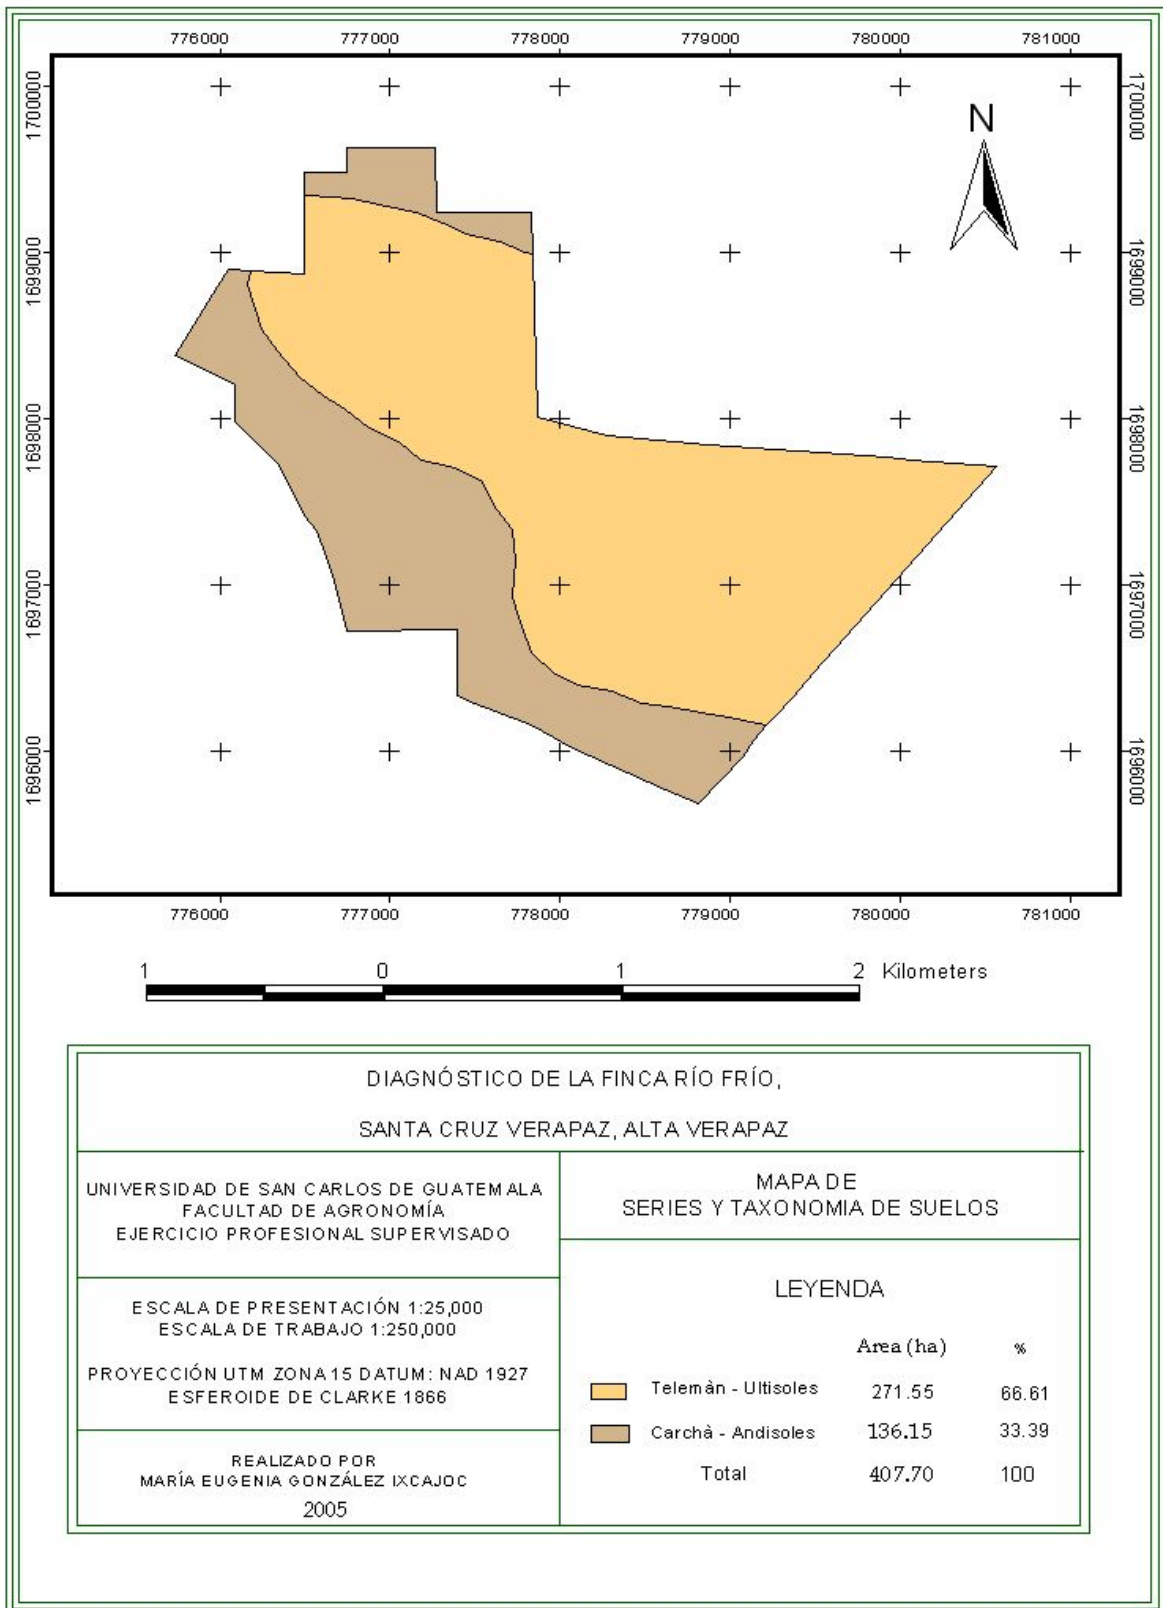 776000 777000 778000 779000 780000 781000
1700000 1700000
N
1699000 1699000
1698000 1698000
1697000 1697000
1696000 1696000
776000 777000 778000 779000 780000 781000
1 0 1 2 Kilometers
DIAGNÓSTICO DE LA FINCA RÍO FRÍO,
SANTA CRUZ VERAPAZ, ALTA VERAPAZ
UNIVERSIDAD DE SAN CARLOS DE GUATEMALA
FACULTAD DE AGRONOMÍA
EJERCICIO PROFESIONAL SUPERVISADO
ESCALA DE PRESENTACIÓN 1:25,000
ESCALA DE TRABAJO 1:250,000
PROYECCIÓN UTM ZONA 15 DATUM: NAD 1927
ESFEROIDE DE CLARKE 1866
REALIZADO POR
MARÍA EUGENIA GONZÁLEZ IXCAJOC
2005
MAPA DE
SERIES Y TAXONOMIA DE SUELOS
LEYENDA
Area (ha) %
Telemàn - Ultisoles 271.55 66.61
Carchà - Andisoles 136.15 33.39
Total 407.70 100